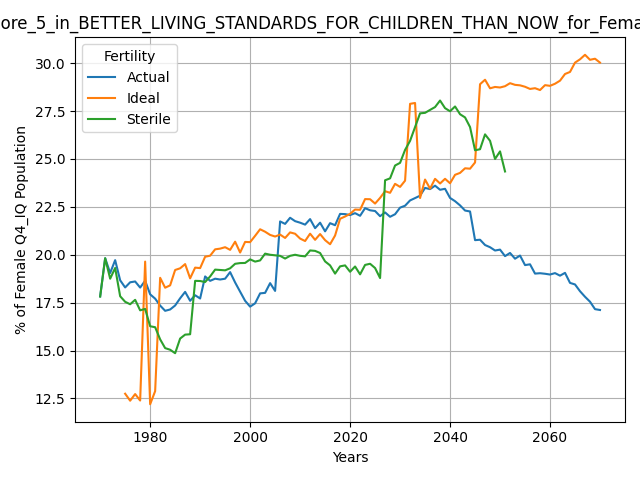 ore_5_in_BETTER_LIVING_STANDARDS_FOR_CHILDREN_THAN_NOW_for_Fema
Fertility
Actual
Ideal
Sterile
% of Female Q4_IQ Population
30.0
27.5
25.0
22.5
20.0
17.5
15.0
12.5
1980
2000
2020
2040
2060
Years